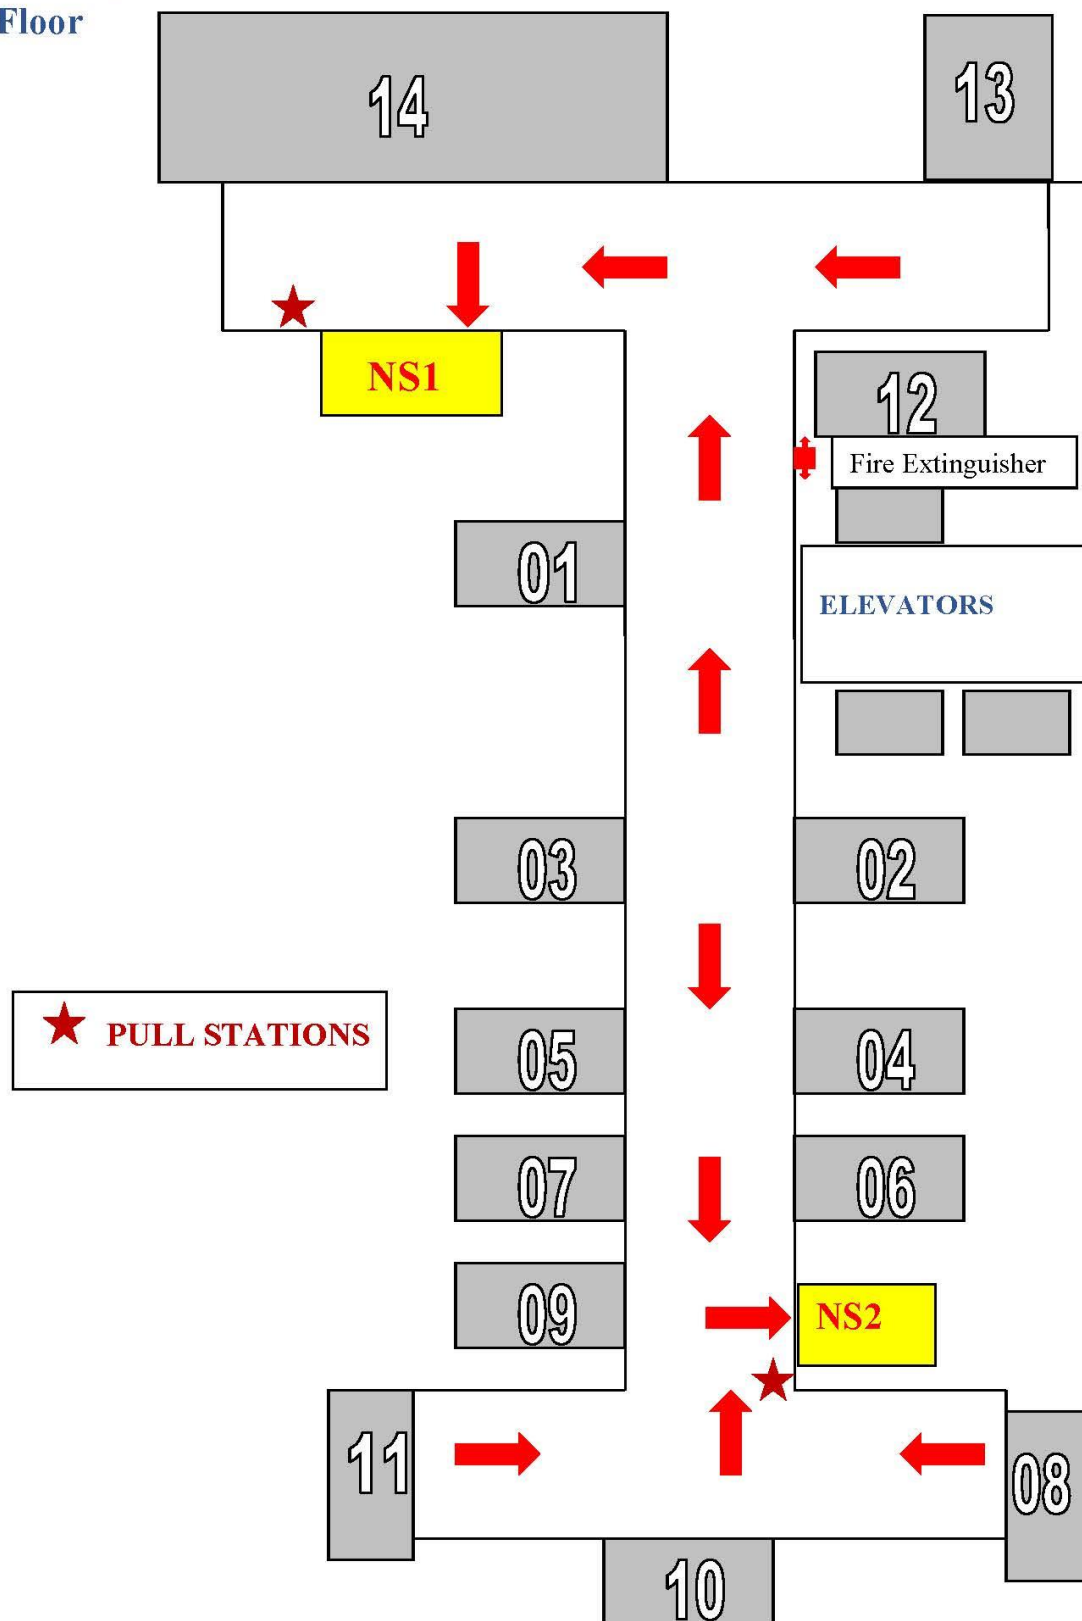 Floor
14
13
NS1
12
Fire Extinguisher
01
ELEVATORS
03
02
PULL STATIONS
05
04
07
06
09
NS2
11
08
10